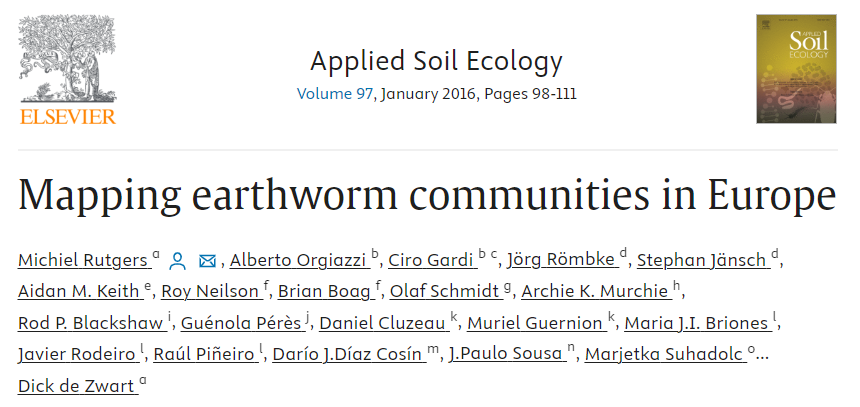 ELSEVIER
Applied Soil Ecology
Volume 97, January 2016, Pages 98-111
APPLIED
Soil
ECOLOGY
Mapping earthworm communities in Europe
Michiel Rutgers a, Alberto Orgiazzi b, Ciro Gardi b c, Jörg Römbke d, Stephan Jänsch d,
Aidan M. Keith e, Roy Neilson f, Brian Boag f, Olaf Schmidt g, Archie K. Murchie h,
Rod P. Blackshaw i, Guénola Pérès j, Daniel Cluzeau k, Muriel Guernion k, Maria J.I. Briones l,
Javier Rodeiro l, Raúl Piñeiro l, Darío J.Díaz Cosín m, J.Paulo Sousa n, Marjetka Suhadolc o...
Dick de Zwart a